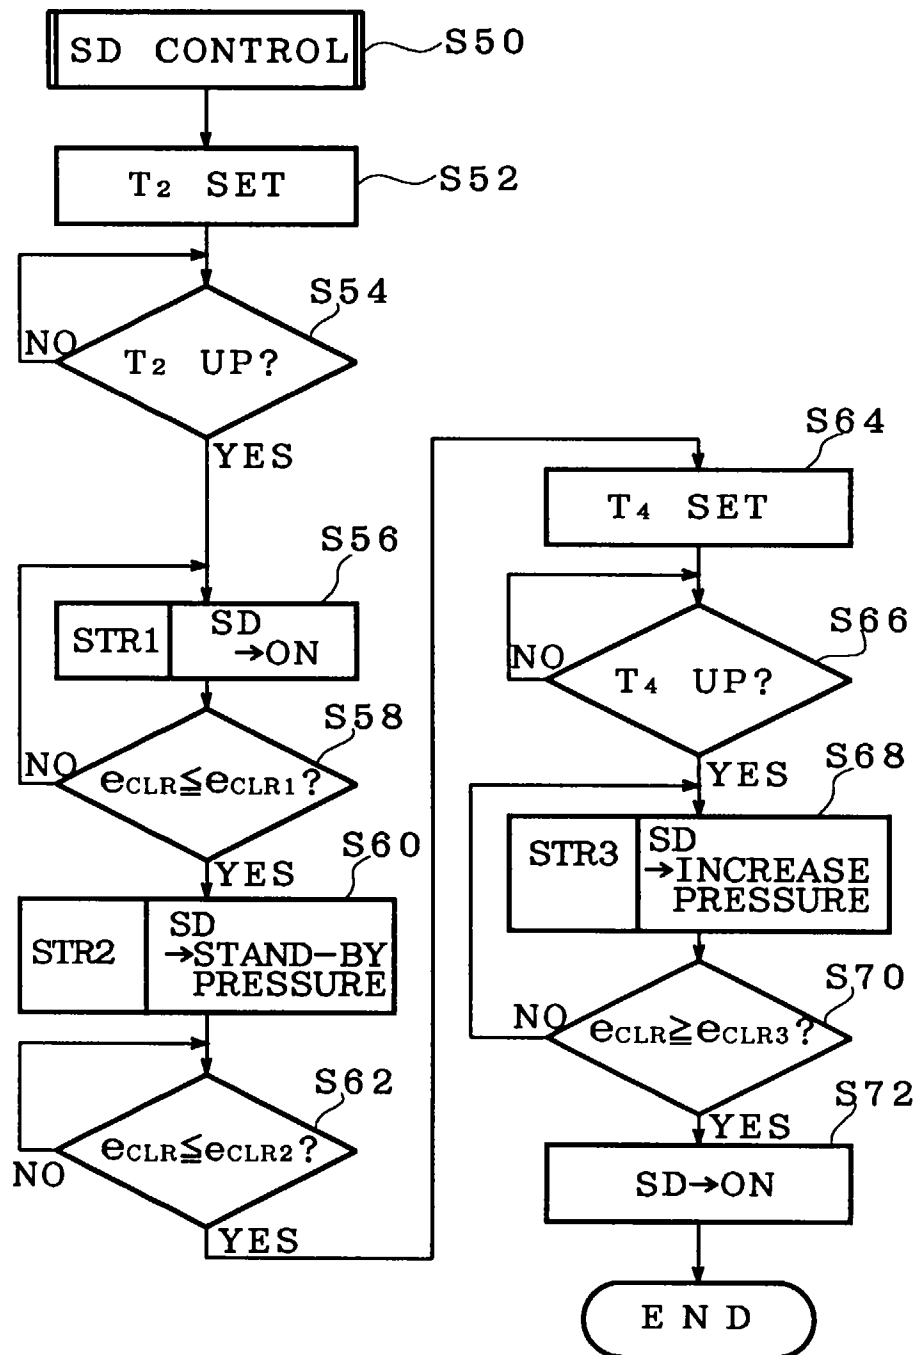 SD CONTROL
S50
T2 SET
S52
S54
NO
T2 UP?
YES
S56
STR1
SD
→ON
S58
NO
eCLR≦eCLR1?
YES
S60
STR2
SD
→STAND-BY
PRESSURE
S62
eCLR≦eCLR2?
NO
YES
S64
T4 SET
S66
NO
T4 UP?
YES
S68
STR3
SD
→INCREASE
PRESSURE
S70
NO
eCLR≧eCLR3?
YES
S72
SD→ON
END